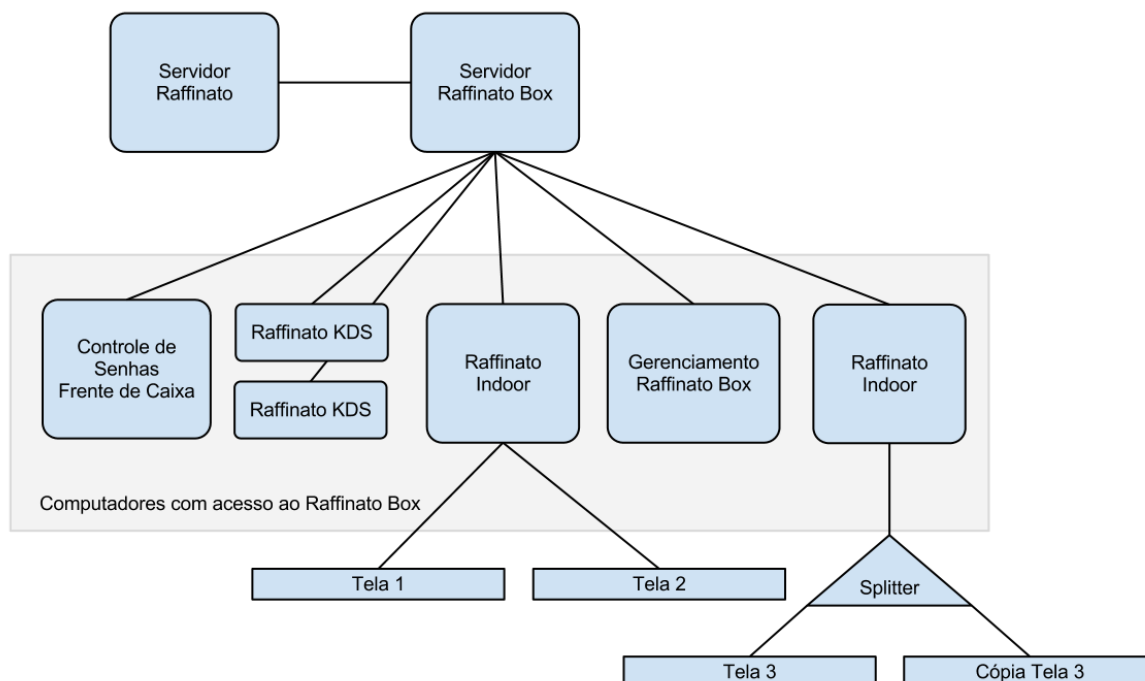 Servidor
Raffinato
Servidor
Raffinato Box
Controle de
Senhas
Frente de Caixa
Raffinato KDS
Raffinato KDS
Raffinato
Indoor
Gerenciamento
Raffinato Box
Raffinato
Indoor
Computadores com acesso ao Raffinato Box
Tela 1
Tela 2
Splitter
Tela 3
Cópia Tela 3